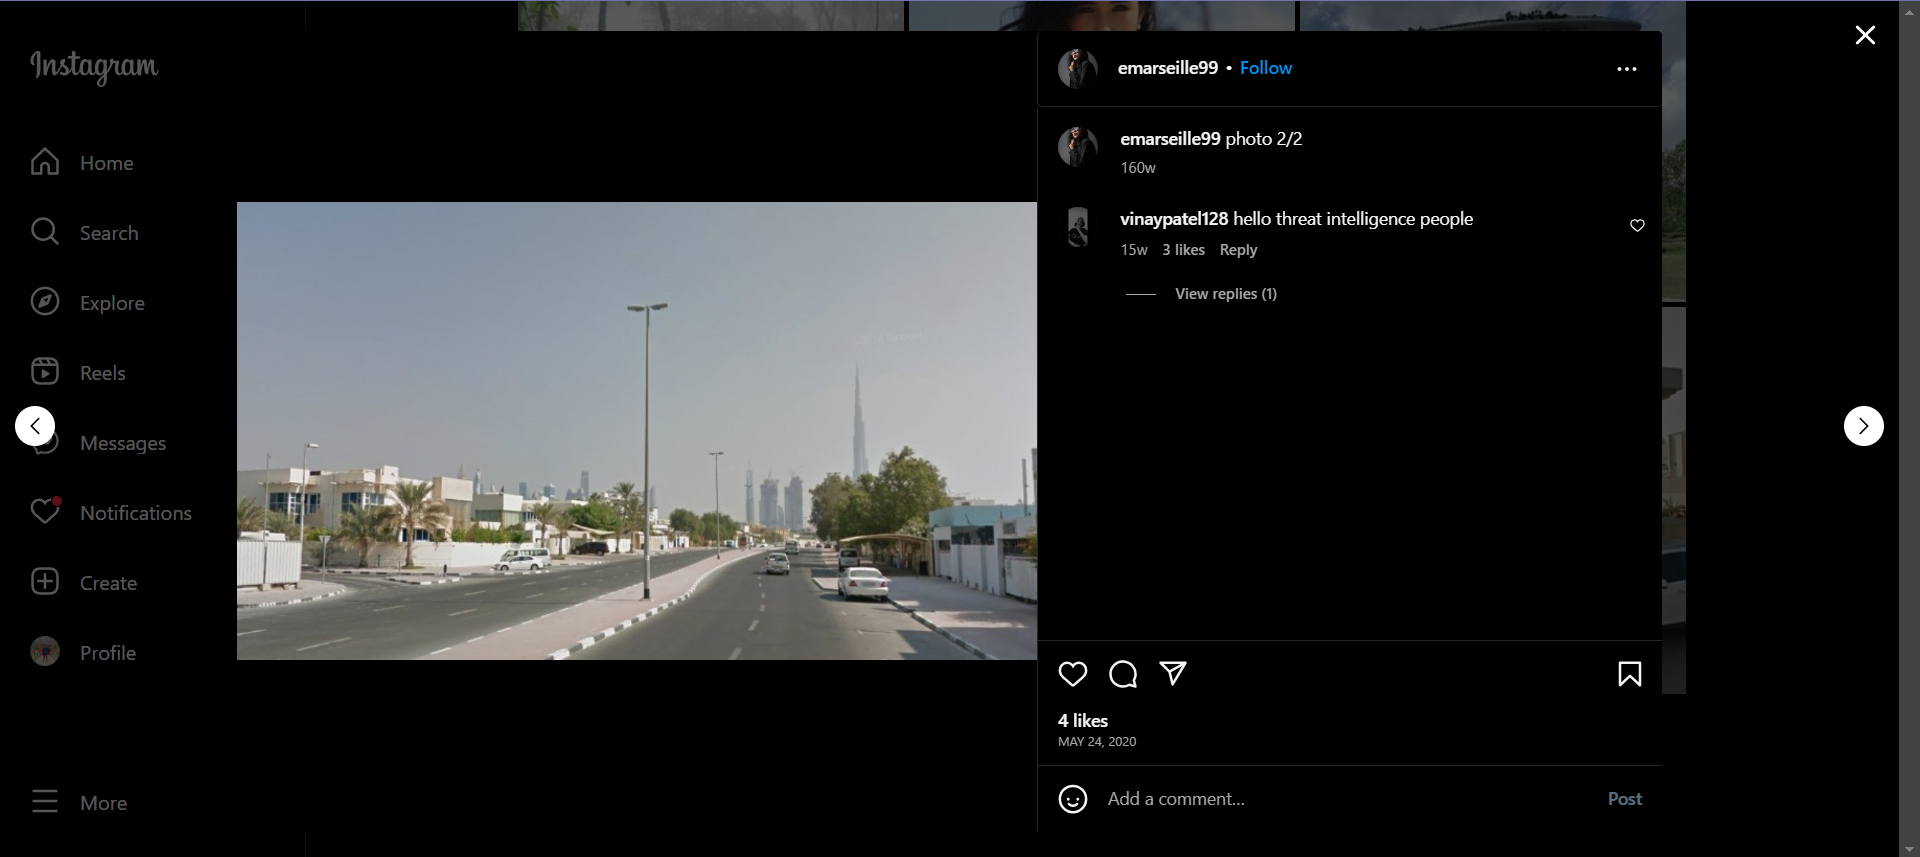 Instagram
Home
Search
Explore
Reels
Messages
Notifications
Create
Profile
More
emarseille99 • Follow
emarseille99 photo 2/2
160w
vinaypatel128 hello threat intelligence people
15w 3 likes Reply
View replies (1)
4 likes
MAY 24, 2020
Add a comment...
Post